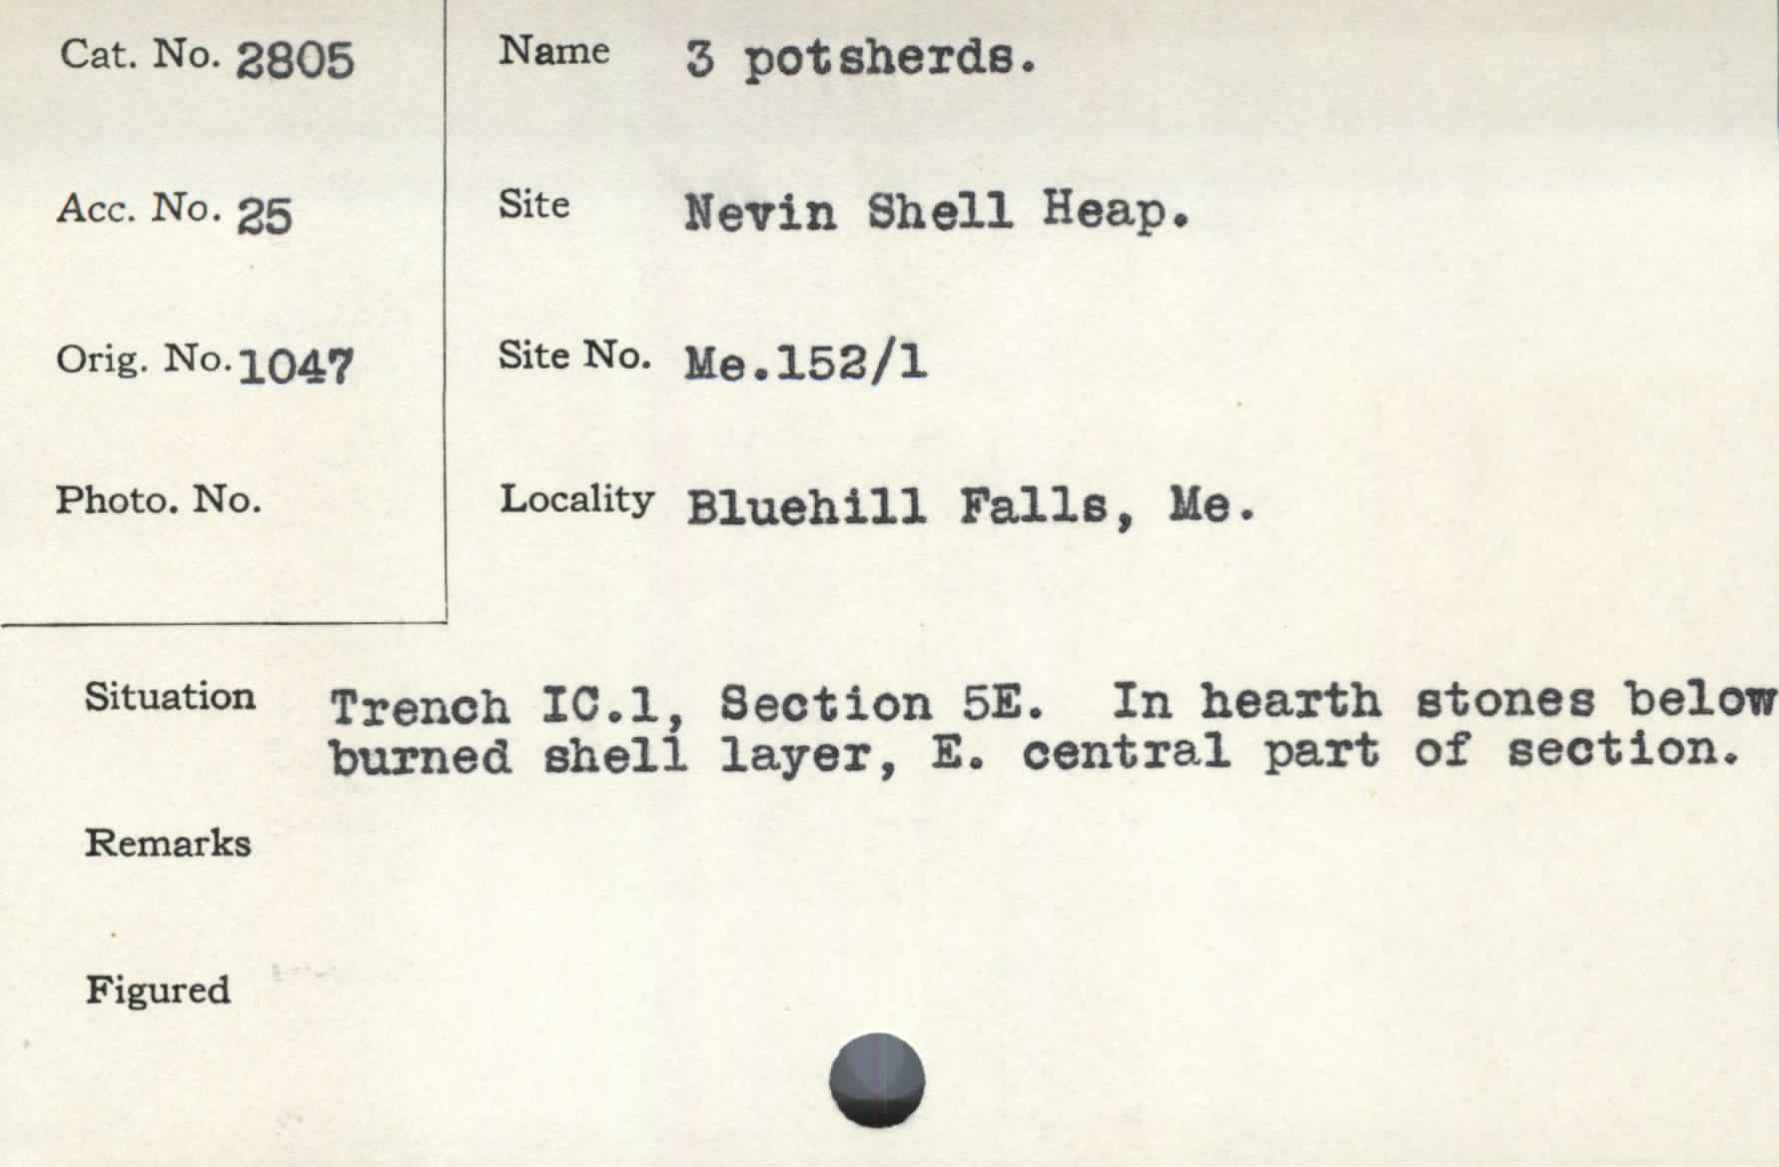 Cat. No. 2805
Name 3 potsherds.
Acc. No. 25
Site Nevin Shell Heap.
Orig. No. 1047
Site No. Me.152/1
Photo. No.
Locality Bluehill Falls, Me.
Situation Trench IC.1, Section 5E. In hearth stones below
burned shell layer, E. central part of section.
Remarks
Figured